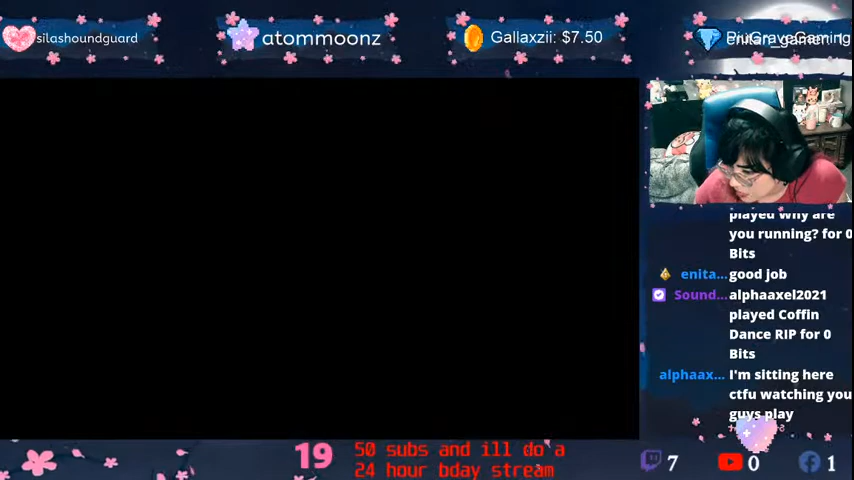 silashoundguard
atommoonz
Gallaxzii: $7.50
played why are
you running? for 0
Bits
enita... good job
Sound... alphaaxel2021
played Coffin
Dance RIP for 0
Bits
alphaax... I'm sitting here
ctfu watching you
guys play
19
50 subs and ill do a
24 hour bday stream
7
0
1